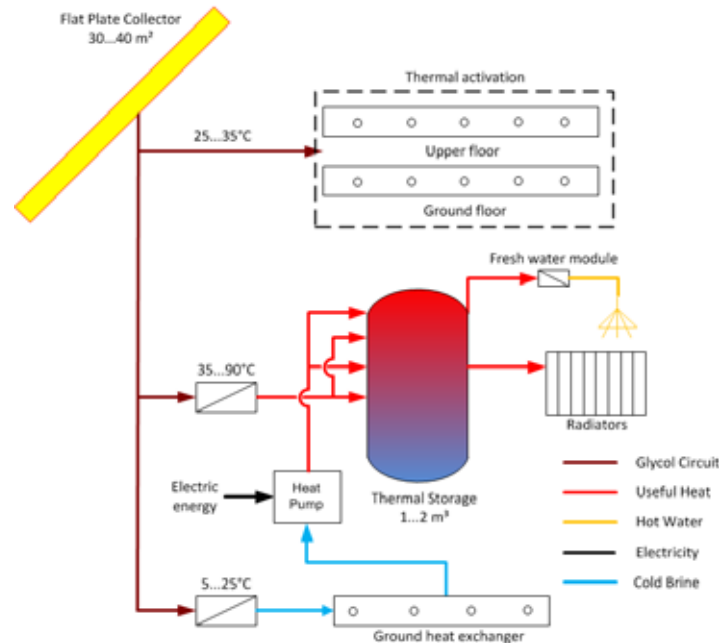 Flat Plate Collector
30...40 m²
Thermal activation
25...35°C
Upper floor
Ground floor
Fresh water module
35...90°C
Radiators
Electric
energy
Heat
Pump
Thermal Storage
1...2 m³
Glycol Circuit
Useful Heat
Hot Water
Electricity
Cold Brine
5...25°C
Ground heat exchanger